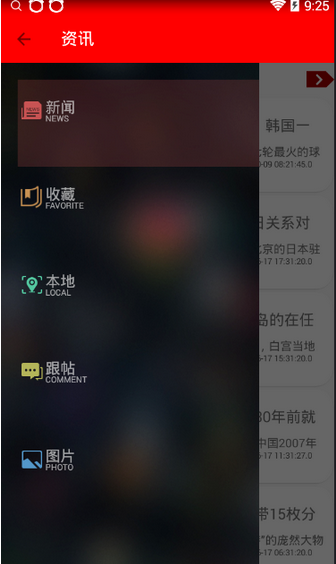 9:25
资讯
新闻
NEWS
收藏
FAVORITE
本地
LOCAL
跟帖
COMMENT
图片
PHOTO
韩国一
轮最火的球
-09 08:21:45.0
日关系对
北京的日本驻
-17 17:31:20.0
岛的在任
，白宫当地
-17 15:31:20.0
30年前就
中国2007年
-17 11:31:27.0
带15枚分
"的庞然大物
-17 06:31:20.0